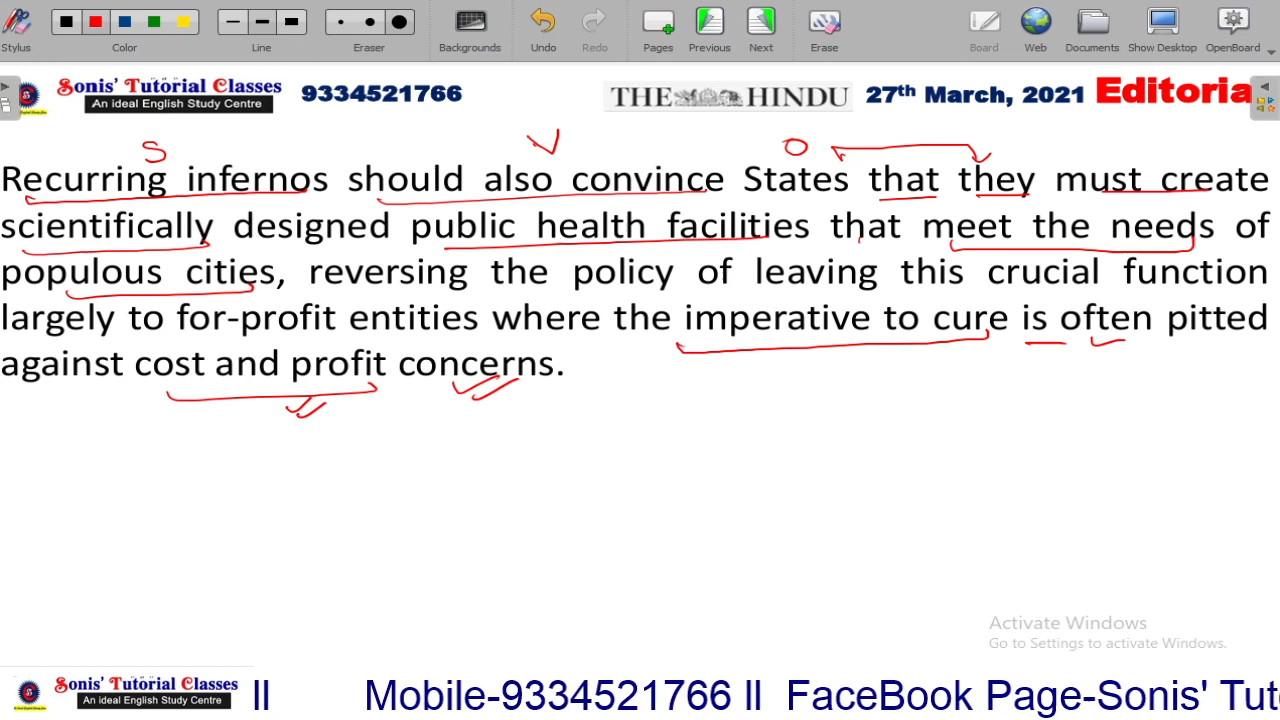 Stylus Color Line Eraser Backgrounds Undo Redo Pages Previous Next Erase Board Web Documents Show Desktop OpenBoard
Sonis' Tutorial Classes
An ideal English Study Centre
9334521766
THE HINDU
27th March, 2021
Editoria
S V O
Recurring infernos should also convince States that they must create
scientifically designed public health facilities that meet the needs of
populous cities, reversing the policy of leaving this crucial function
largely to for-profit entities where the imperative to cure is often pitted
against cost and profit concerns.
Activate Windows
Go to Settings to activate Windows.
Sonis' Tutorial Classes
An ideal English Study Centre
ll Mobile-9334521766 ll FaceBook Page-Sonis' Tut